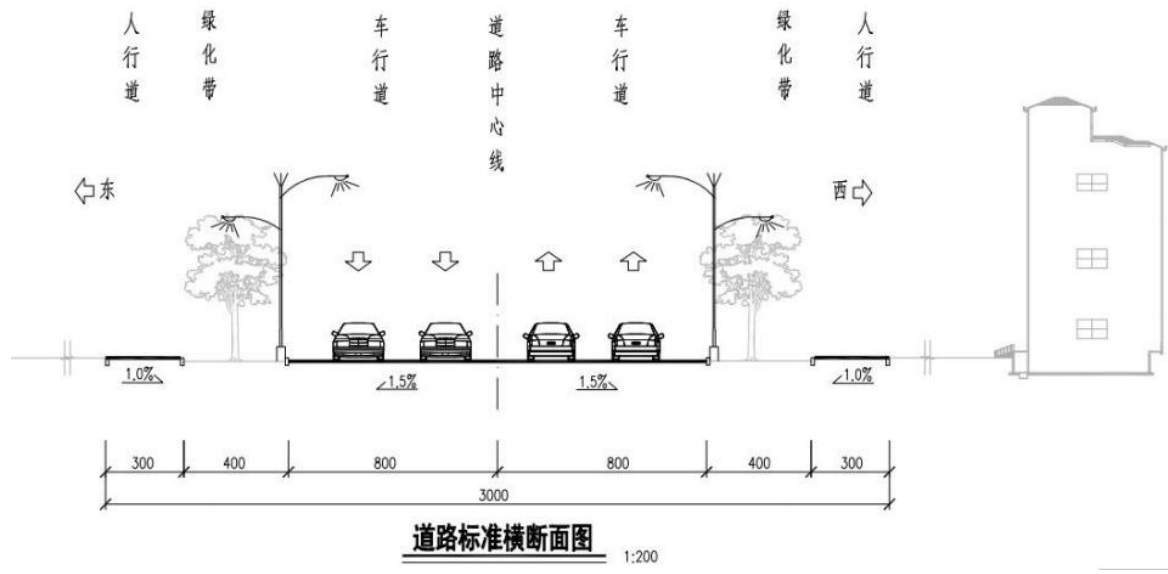 人行道
绿化带
车行道
道路中心线
车行道
绿化带
人行道
东
西
1.0%
1.5%
1.5%
1.0%
300
400
800
800
400
300
3000
道路标准横断面图
1:200